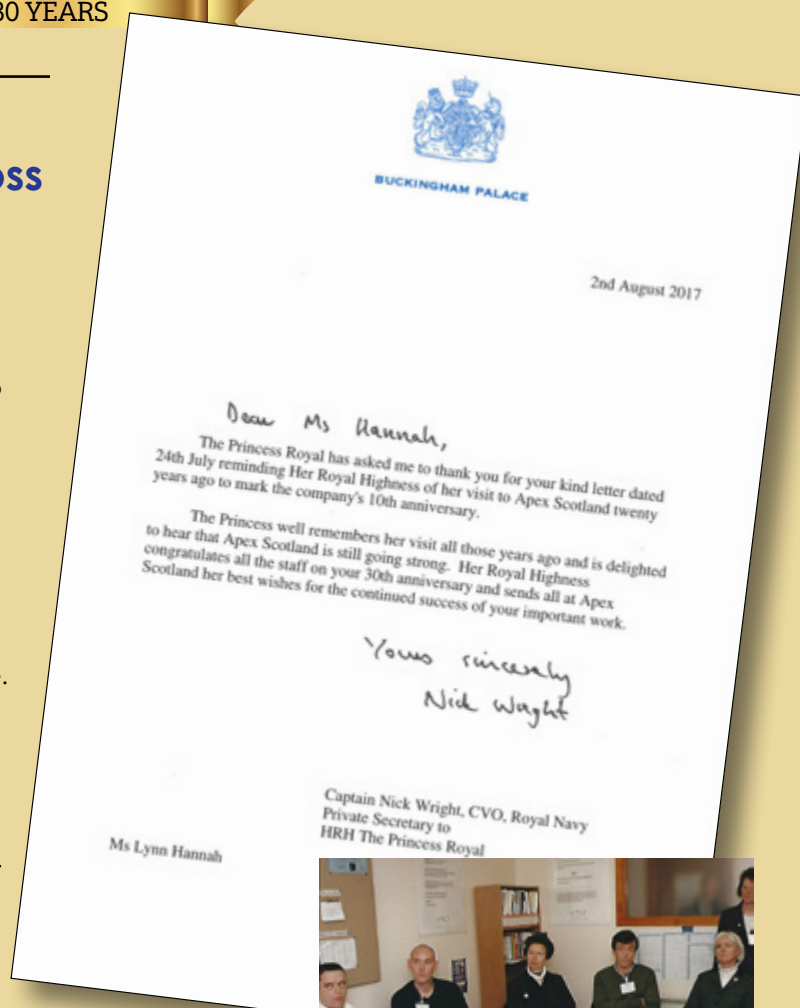 30 YEARS
oss
BUCKINGHAM PALACE
2nd August 2017
Dear Ms Hannah,
The Princess Royal has asked me to thank you for your kind letter dated
24th July reminding Her Royal Highness of her visit to Apex Scotland twenty
years ago to mark the company's 10th anniversary.
The Princess well remembers her visit all those years ago and is delighted
to hear that Apex Scotland is still going strong. Her Royal Highness
congratulates all the staff on your 30th anniversary and sends all at Apex
Scotland her best wishes for the continued success of your important work.
Yours sincerely
Nick Wright
Captain Nick Wright, CVO, Royal Navy
Private Secretary to
HRH The Princess Royal
Ms Lynn Hannah